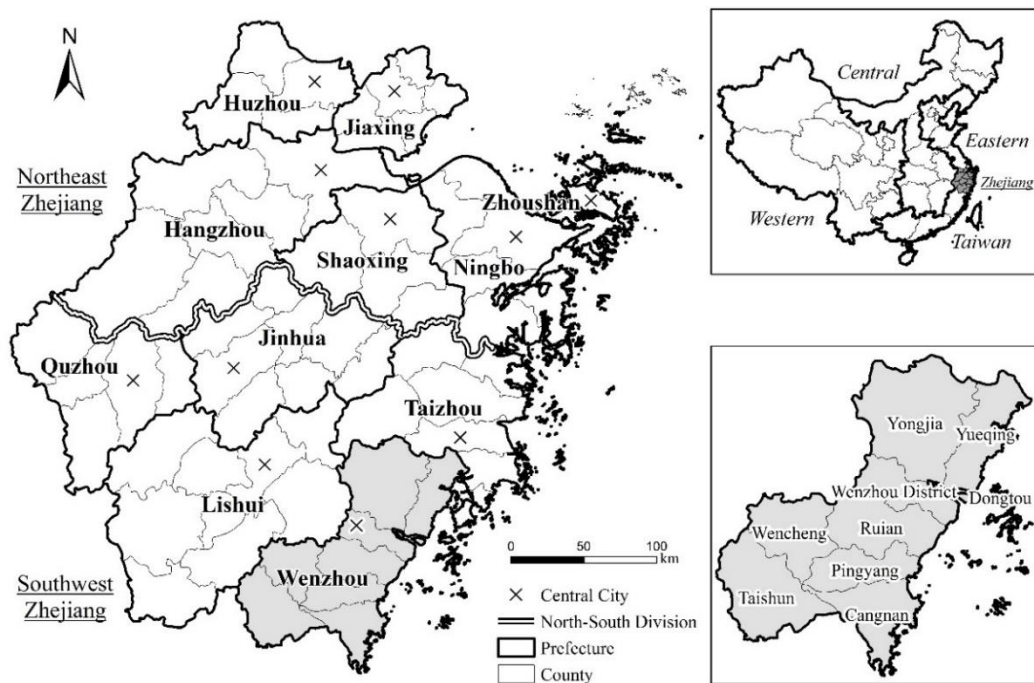 N
Huzhou
Jiaxing
Northeast
Zhejiang
Hangzhou
Zhoushan
Shaoxing
Ningbo
Quzhou
Jinhua
Taizhou
Lishui
Wenzhou
Southwest
Zhejiang
0 50 100
km
Central City
North-South Division
Prefecture
County
Central
Eastern
Zhejiang
Western
Taiwan
Yongjia
Yueqing
Wenzhou District
Dongtou
Wencheng
Ruian
Pingyang
Taishun
Cangnan